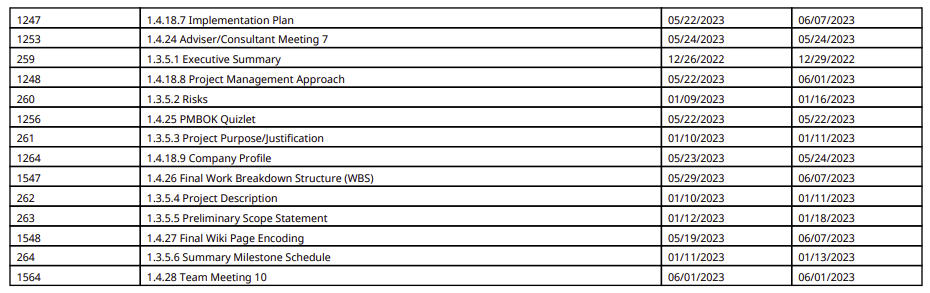 1247 1.4.18.7 Implementation Plan 05/22/2023 06/07/2023
1253 1.4.24 Adviser/Consultant Meeting 7 05/24/2023 05/24/2023
259 1.3.5.1 Executive Summary 12/26/2022 12/29/2022
1248 1.4.18.8 Project Management Approach 05/22/2023 06/01/2023
260 1.3.5.2 Risks 01/09/2023 01/16/2023
1256 1.4.25 PMBOK Quizlet 05/22/2023 05/22/2023
261 1.3.5.3 Project Purpose/Justification 01/10/2023 01/11/2023
1264 1.4.18.9 Company Profile 05/23/2023 05/24/2023
1547 1.4.26 Final Work Breakdown Structure (WBS) 05/29/2023 06/07/2023
262 1.3.5.4 Project Description 01/10/2023 01/11/2023
263 1.3.5.5 Preliminary Scope Statement 01/12/2023 01/18/2023
1548 1.4.27 Final Wiki Page Encoding 05/19/2023 06/07/2023
264 1.3.5.6 Summary Milestone Schedule 01/11/2023 01/13/2023
1564 1.4.28 Team Meeting 10 06/01/2023 06/01/2023